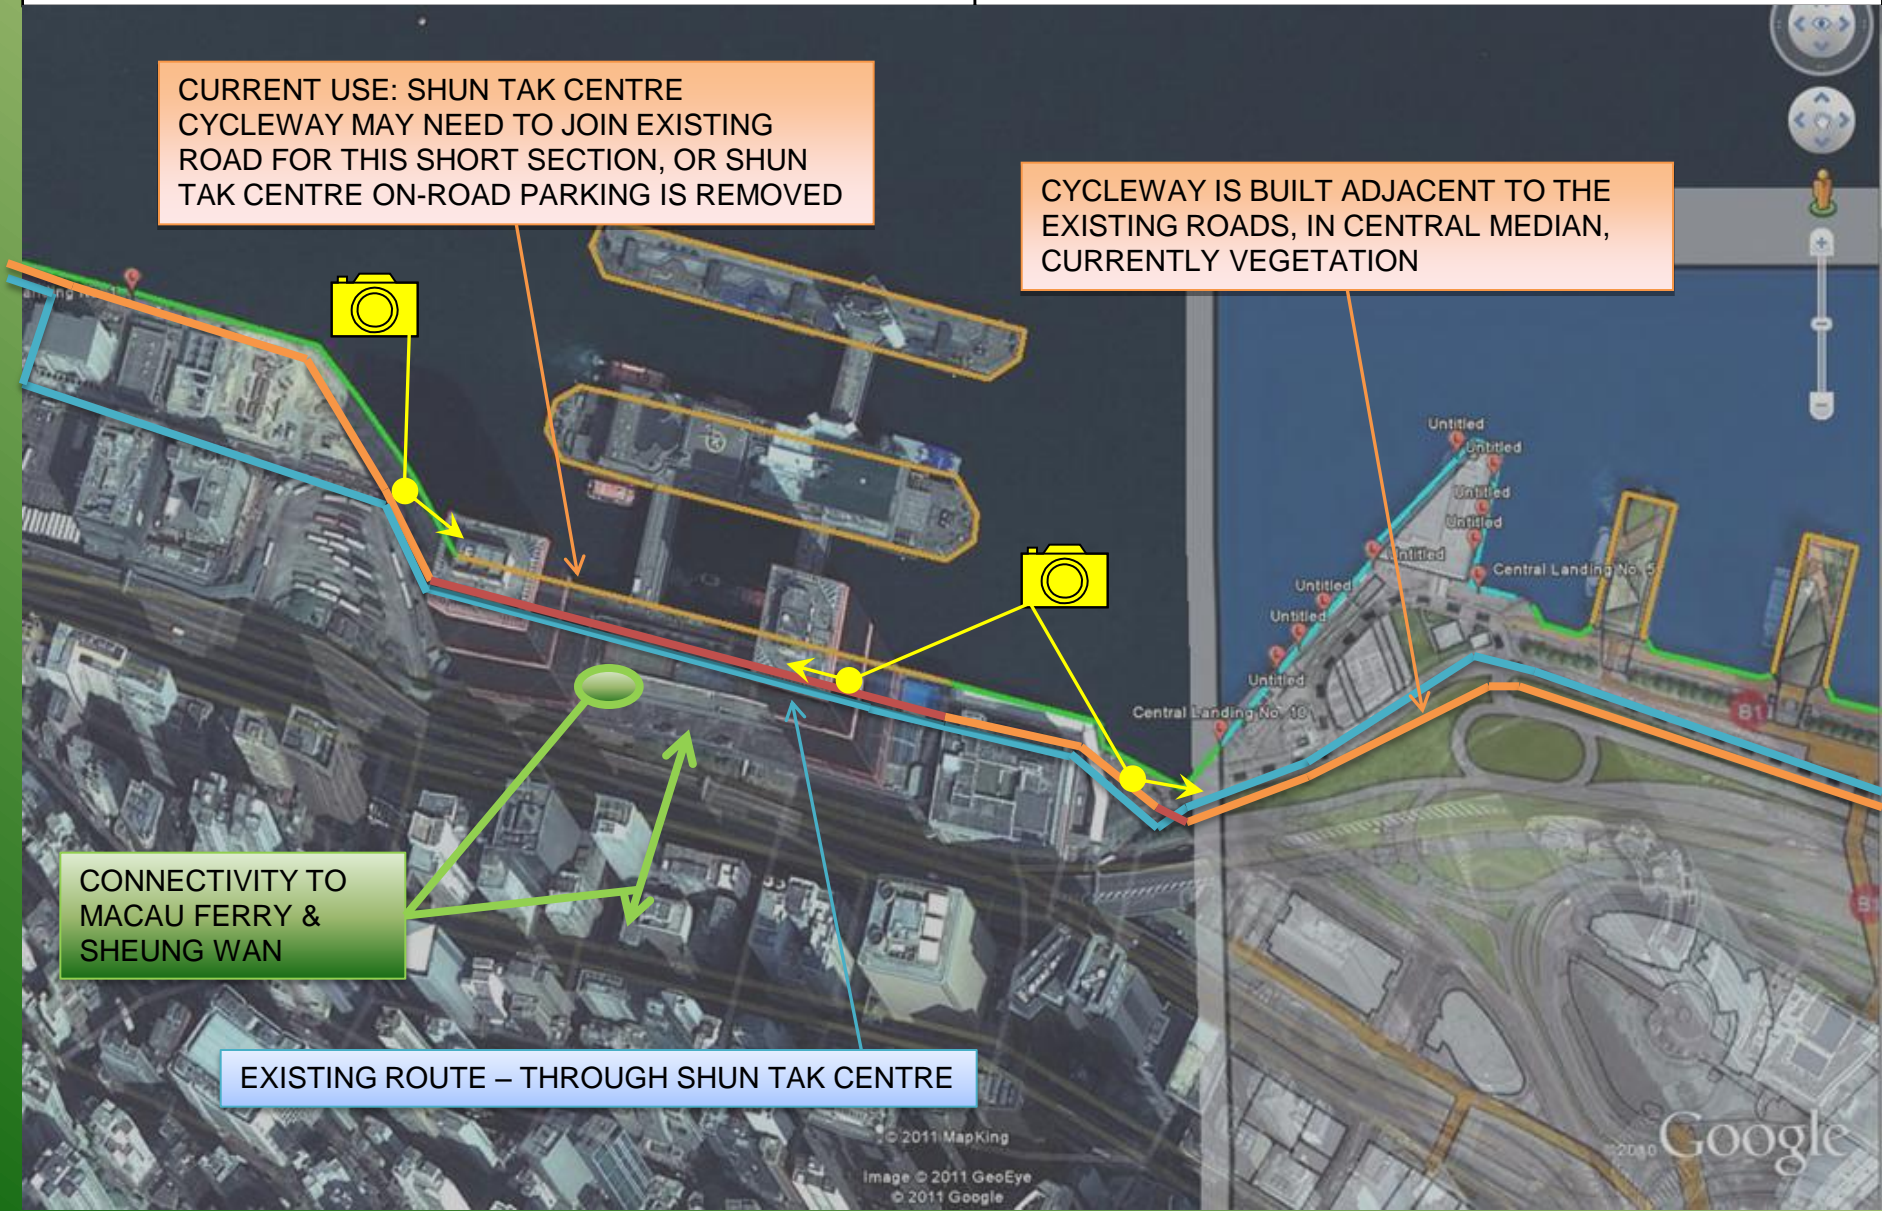 CURRENT USE: SHUN TAK CENTRE
CYCLEWAY MAY NEED TO JOIN EXISTING
ROAD FOR THIS SHORT SECTION, OR SHUN
TAK CENTRE ON-ROAD PARKING IS REMOVED
CYCLEWAY IS BUILT ADJACENT TO THE
EXISTING ROADS, IN CENTRAL MEDIAN,
CURRENTLY VEGETATION
Untitled
Untitled
Untitled
Untitled
Untitled
Central Landing No.
Untitled
Untitled
Untitled
Central Landing No. 10
CONNECTIVITY TO
MACAU FERRY &
SHEUNG WAN
EXISTING ROUTE – THROUGH SHUN TAK CENTRE
© 2011 MapKing
Image © 2011 GeoEye
© 2011 Google
©2010 Google